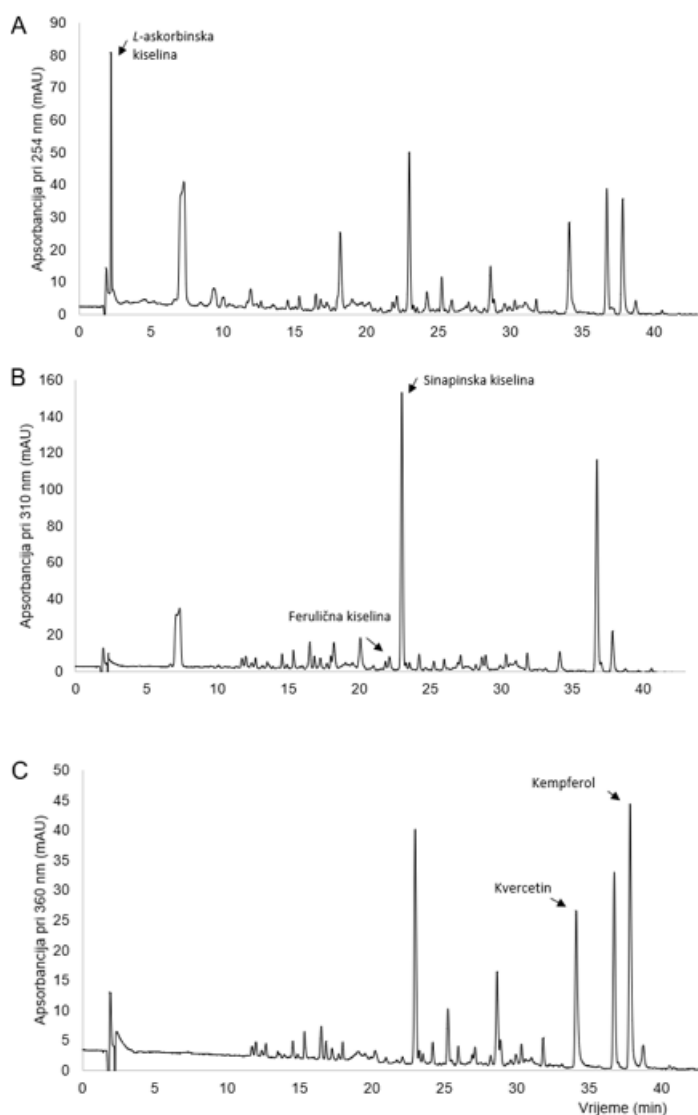 A
L-askorbinska
kiselina
Apsorbancija pri 254 nm (mAU)
90
80
70
60
50
40
30
20
10
0
0 5 10 15 20 25 30 35 40
B
Sinapinska kiselina
Ferulična kiselina
Apsorbancija pri 310 nm (mAU)
160
140
120
100
80
60
40
20
0
0 5 10 15 20 25 30 35 40
C
Kempferol
Kvercetin
Apsorbancija pri 360 nm (mAU)
50
45
40
35
30
25
20
15
10
5
0
0 5 10 15 20 25 30 35 40
Vrijeme (min)